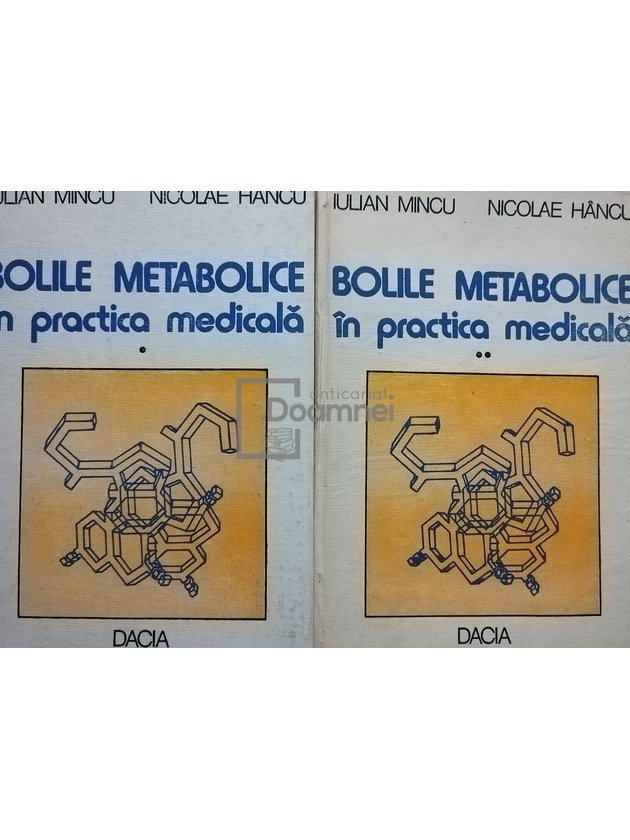 ULIAN MINCU NICOLAE HÂNCU
BOLILE METABOLICE
în practica medicală
•
IULIAN MINCU NICOLAE HÂNCU
BOLILE METABOLICE
în practica medicală
••
anticariat
Doamnei
DACIA
DACIA